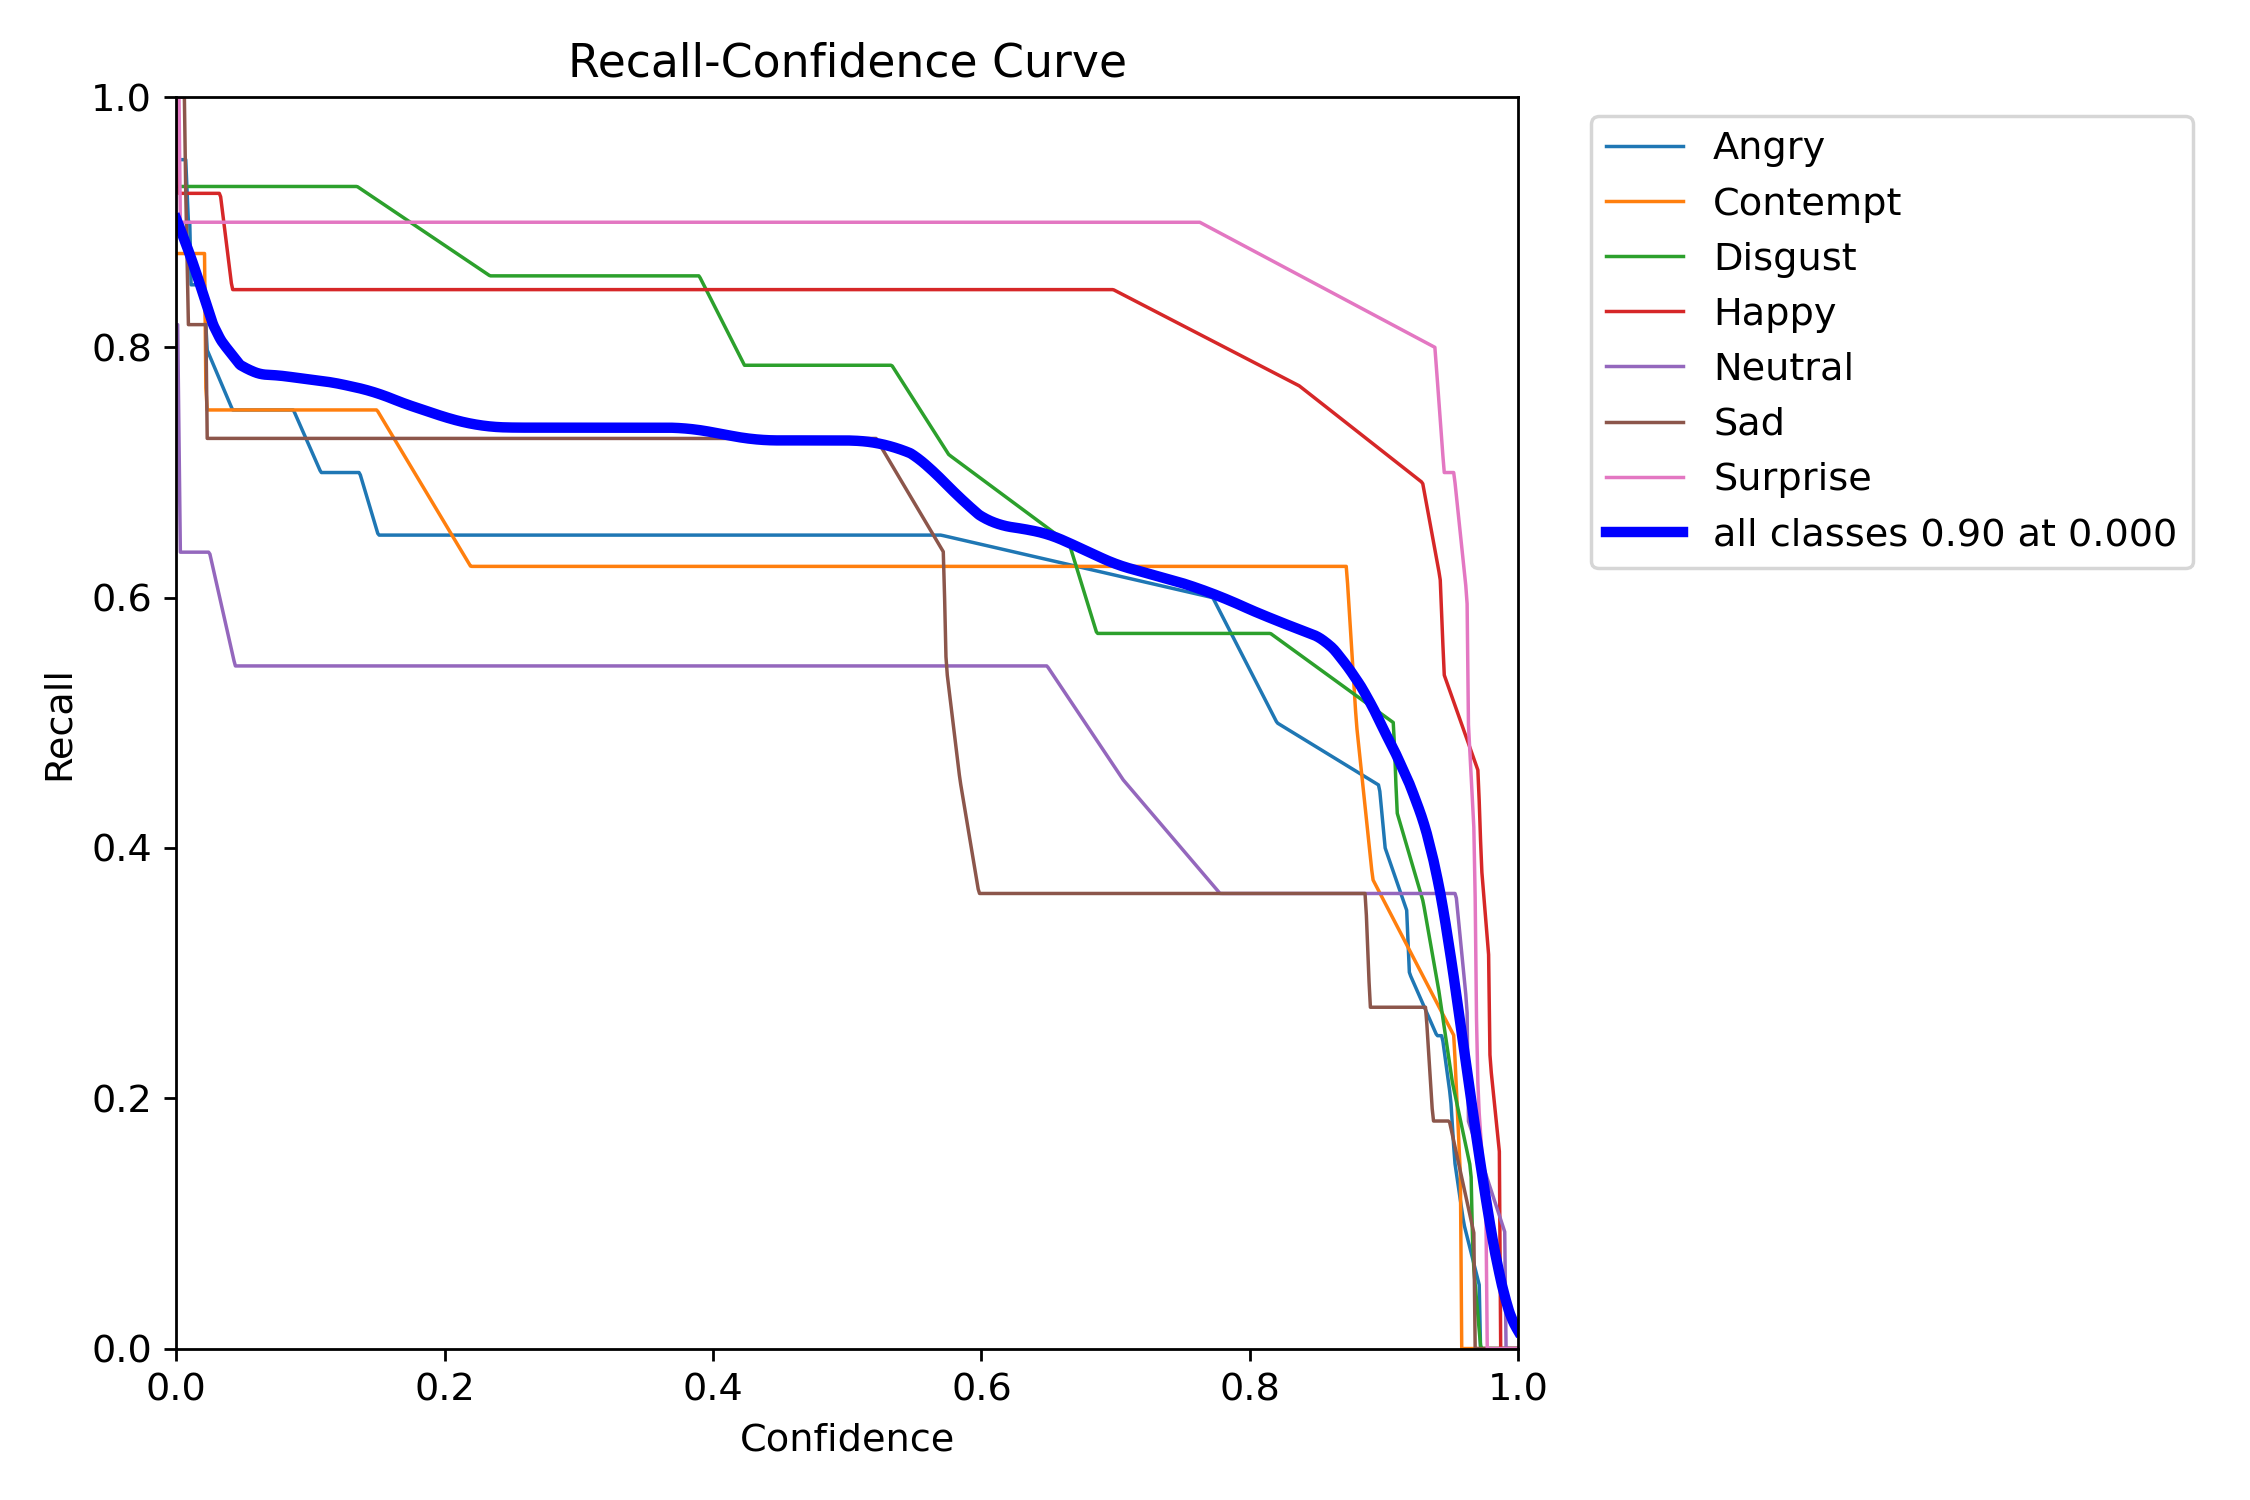 Recall-Confidence Curve
1.0
0.8
0.6
0.4
0.2
0.0
Recall
0.0 0.2 0.4 0.6 0.8 1.0
Confidence
Angry
Contempt
Disgust
Happy
Neutral
Sad
Surprise
all classes 0.90 at 0.000